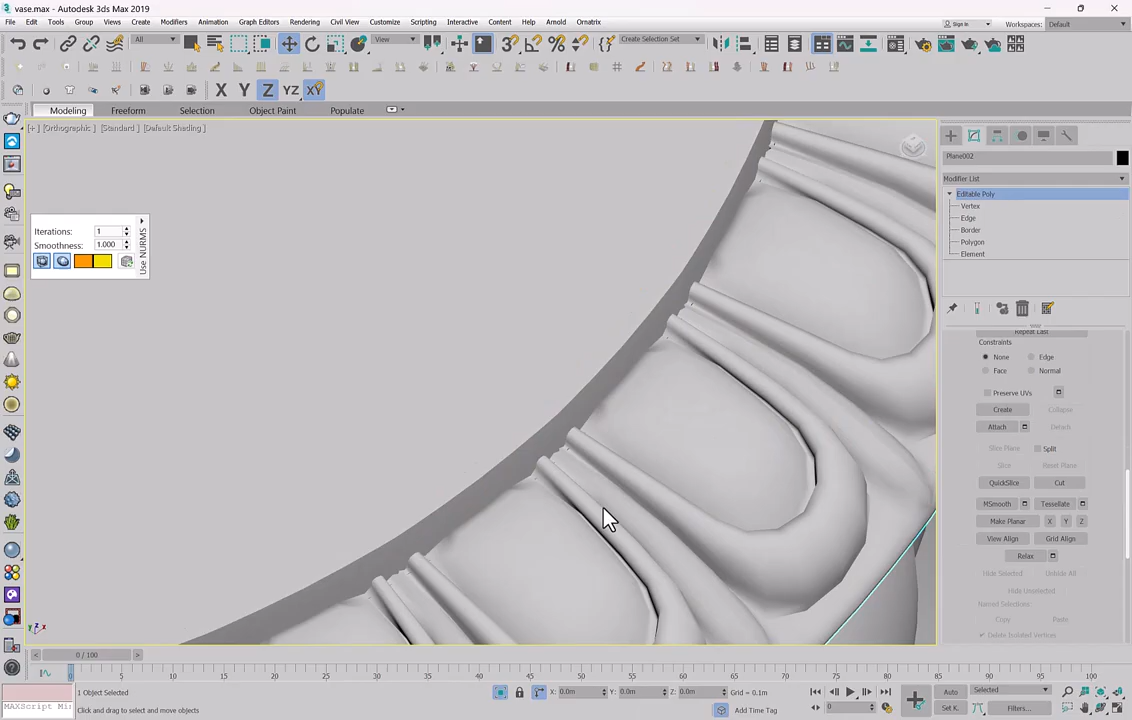 vase.max - Autodesk 3ds Max 2019
File Edit Tools Group Views Create Modifiers Animation Graph Editors Rendering Civil View Customize Scripting Interactive Content Help Arnold Ornatrix
Sign In Workspaces: Default
All View Create Selection Set
X Y Z YZ XY
Modeling Freeform Selection Object Paint Populate
[+] [Orthographic] [Standard] [Default Shading]
Plane002
Modifier List
Editable Poly
Vertex
Edge
Border
Polygon
Element
Iterations: 1
Smoothness: 1.000
Use NURMS
Repeat Last
Constraints
None Edge
Face Normal
Preserve UVs
Create Collapse
Attach Detach
Slice Plane Split
Slice Reset Plane
QuickSlice Cut
MSmooth Tessellate
Make Planar X Y Z
View Align Grid Align
Relax
Hide Selected Unhide All
Hide Unselected
Named Selections:
Copy Paste
Delete Isolated Vertices
0 / 100
0 5 10 15 20 25 30 35 40 45 50 55 60 65 70 75 80 85 90 95 100
1 Object Selected
X: 0.0m Y: 0.0m Z: 0.0m Grid = 0.1m
Auto Selected
MAXScript Mi
Click and drag to select and move objects
Add Time Tag
0
Set K. Filters...